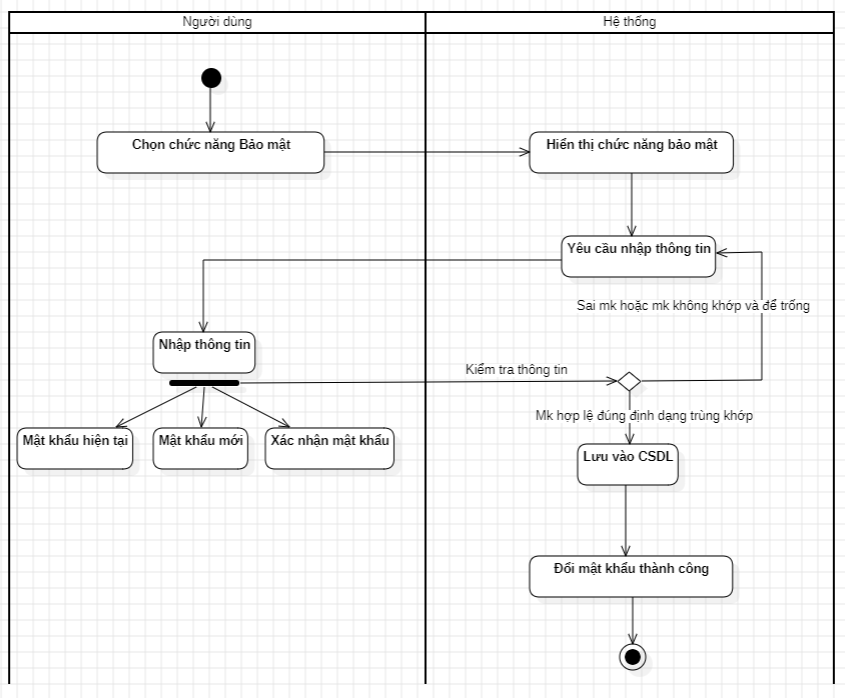 Người dùng
Hệ thống
Chọn chức năng Bảo mật
Hiển thị chức năng bảo mật
Yêu cầu nhập thông tin
Sai mk hoặc mk không khớp và để trống
Nhập thông tin
Kiểm tra thông tin
Mk hợp lệ đúng định dạng trùng khớp
Mật khẩu hiện tại
Mật khẩu mới
Xác nhận mật khẩu
Lưu vào CSDL
Đổi mật khẩu thành công